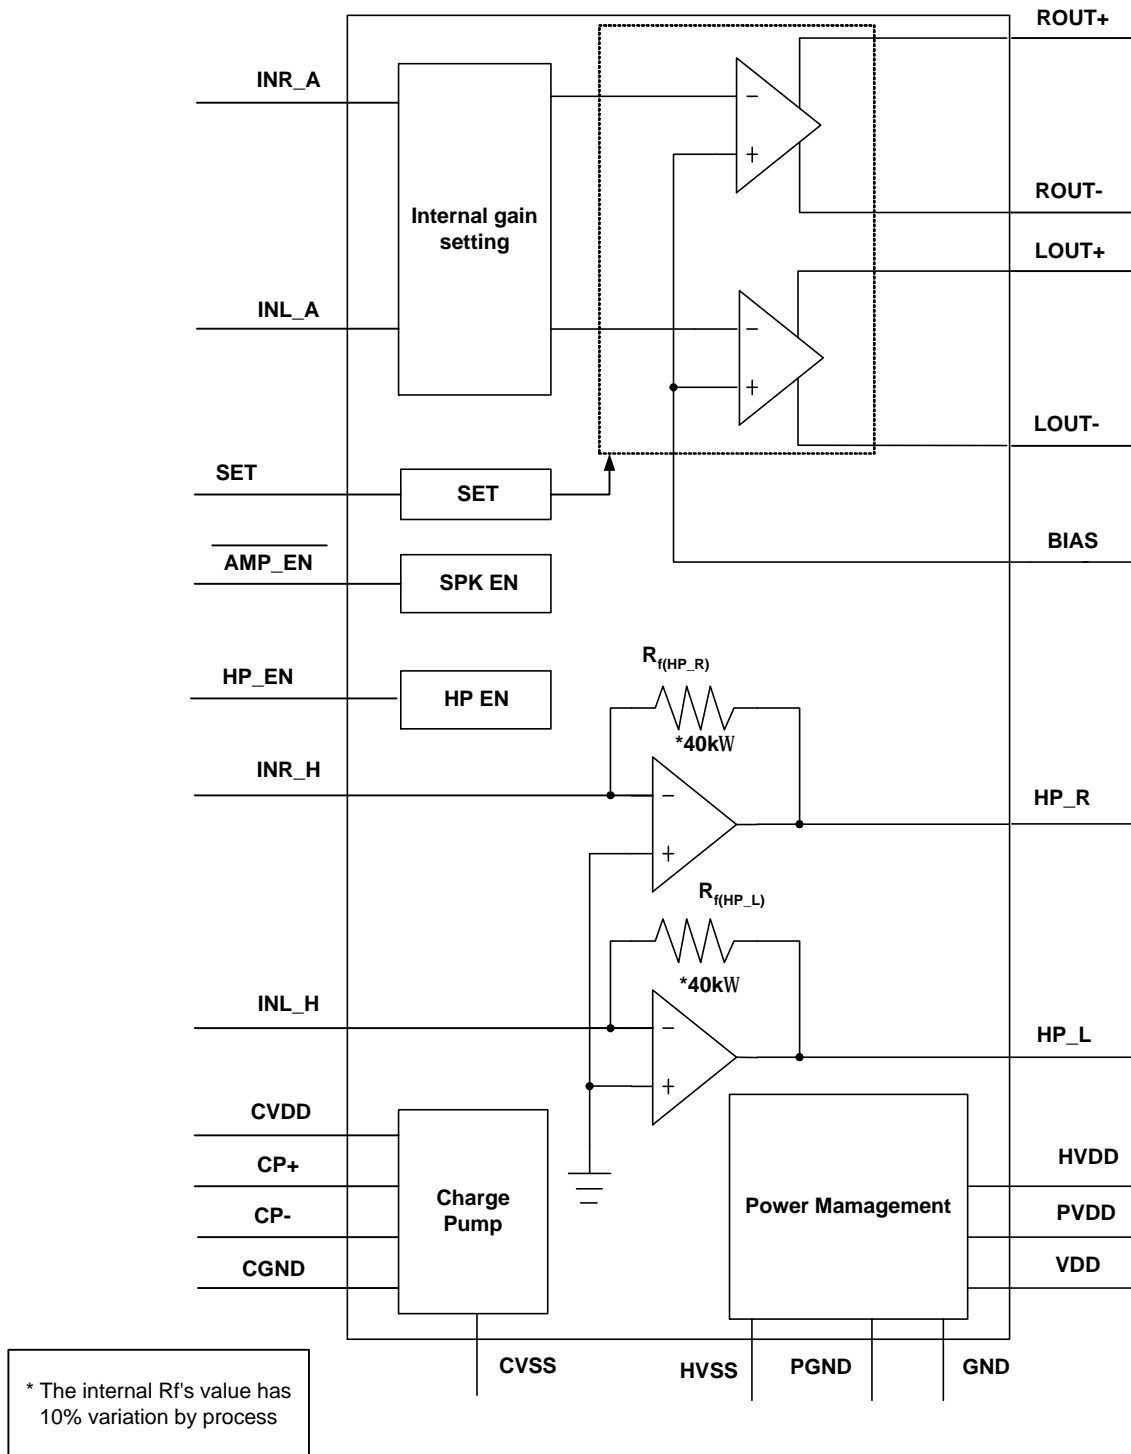 ROUT+
INR_A
−
+
ROUT-
Internal gain
setting
LOUT+
INL_A
−
+
LOUT-
SET
SET
BIAS
AMP_EN
SPK EN
HP_EN
HP EN
Rf(HP_R)
*40kW
INR_H
−
HP_R
+
Rf(HP_L)
*40kW
INL_H
−
HP_L
+
CVDD
CP+
CP-
CGND
Charge
Pump
Power Mamagement
HVDD
PVDD
VDD
CVSS
HVSS
PGND
GND
* The internal Rf's value has
10% variation by process